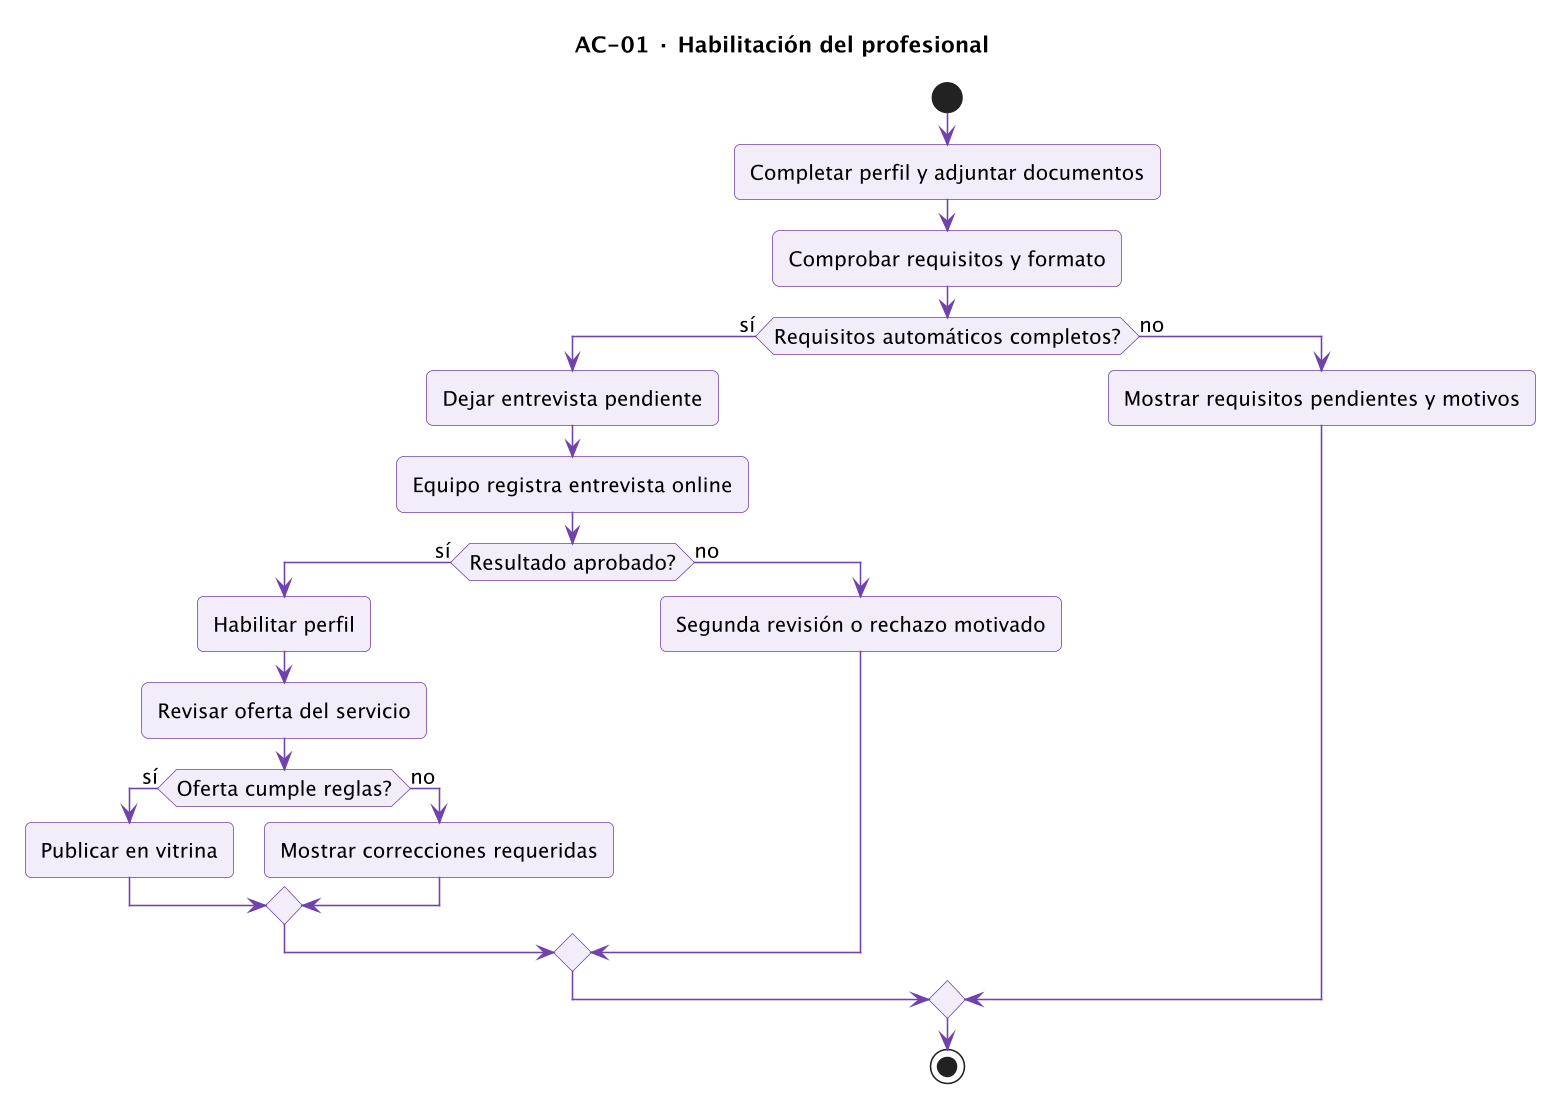 AC-01 · Habilitación del profesional
Completar perfil y adjuntar documentos
Comprobar requisitos y formato
sí
Requisitos automáticos completos?
no
Dejar entrevista pendiente
Mostrar requisitos pendientes y motivos
Equipo registra entrevista online
sí
Resultado aprobado?
no
Habilitar perfil
Segunda revisión o rechazo motivado
Revisar oferta del servicio
sí
Oferta cumple reglas?
no
Publicar en vitrina
Mostrar correcciones requeridas